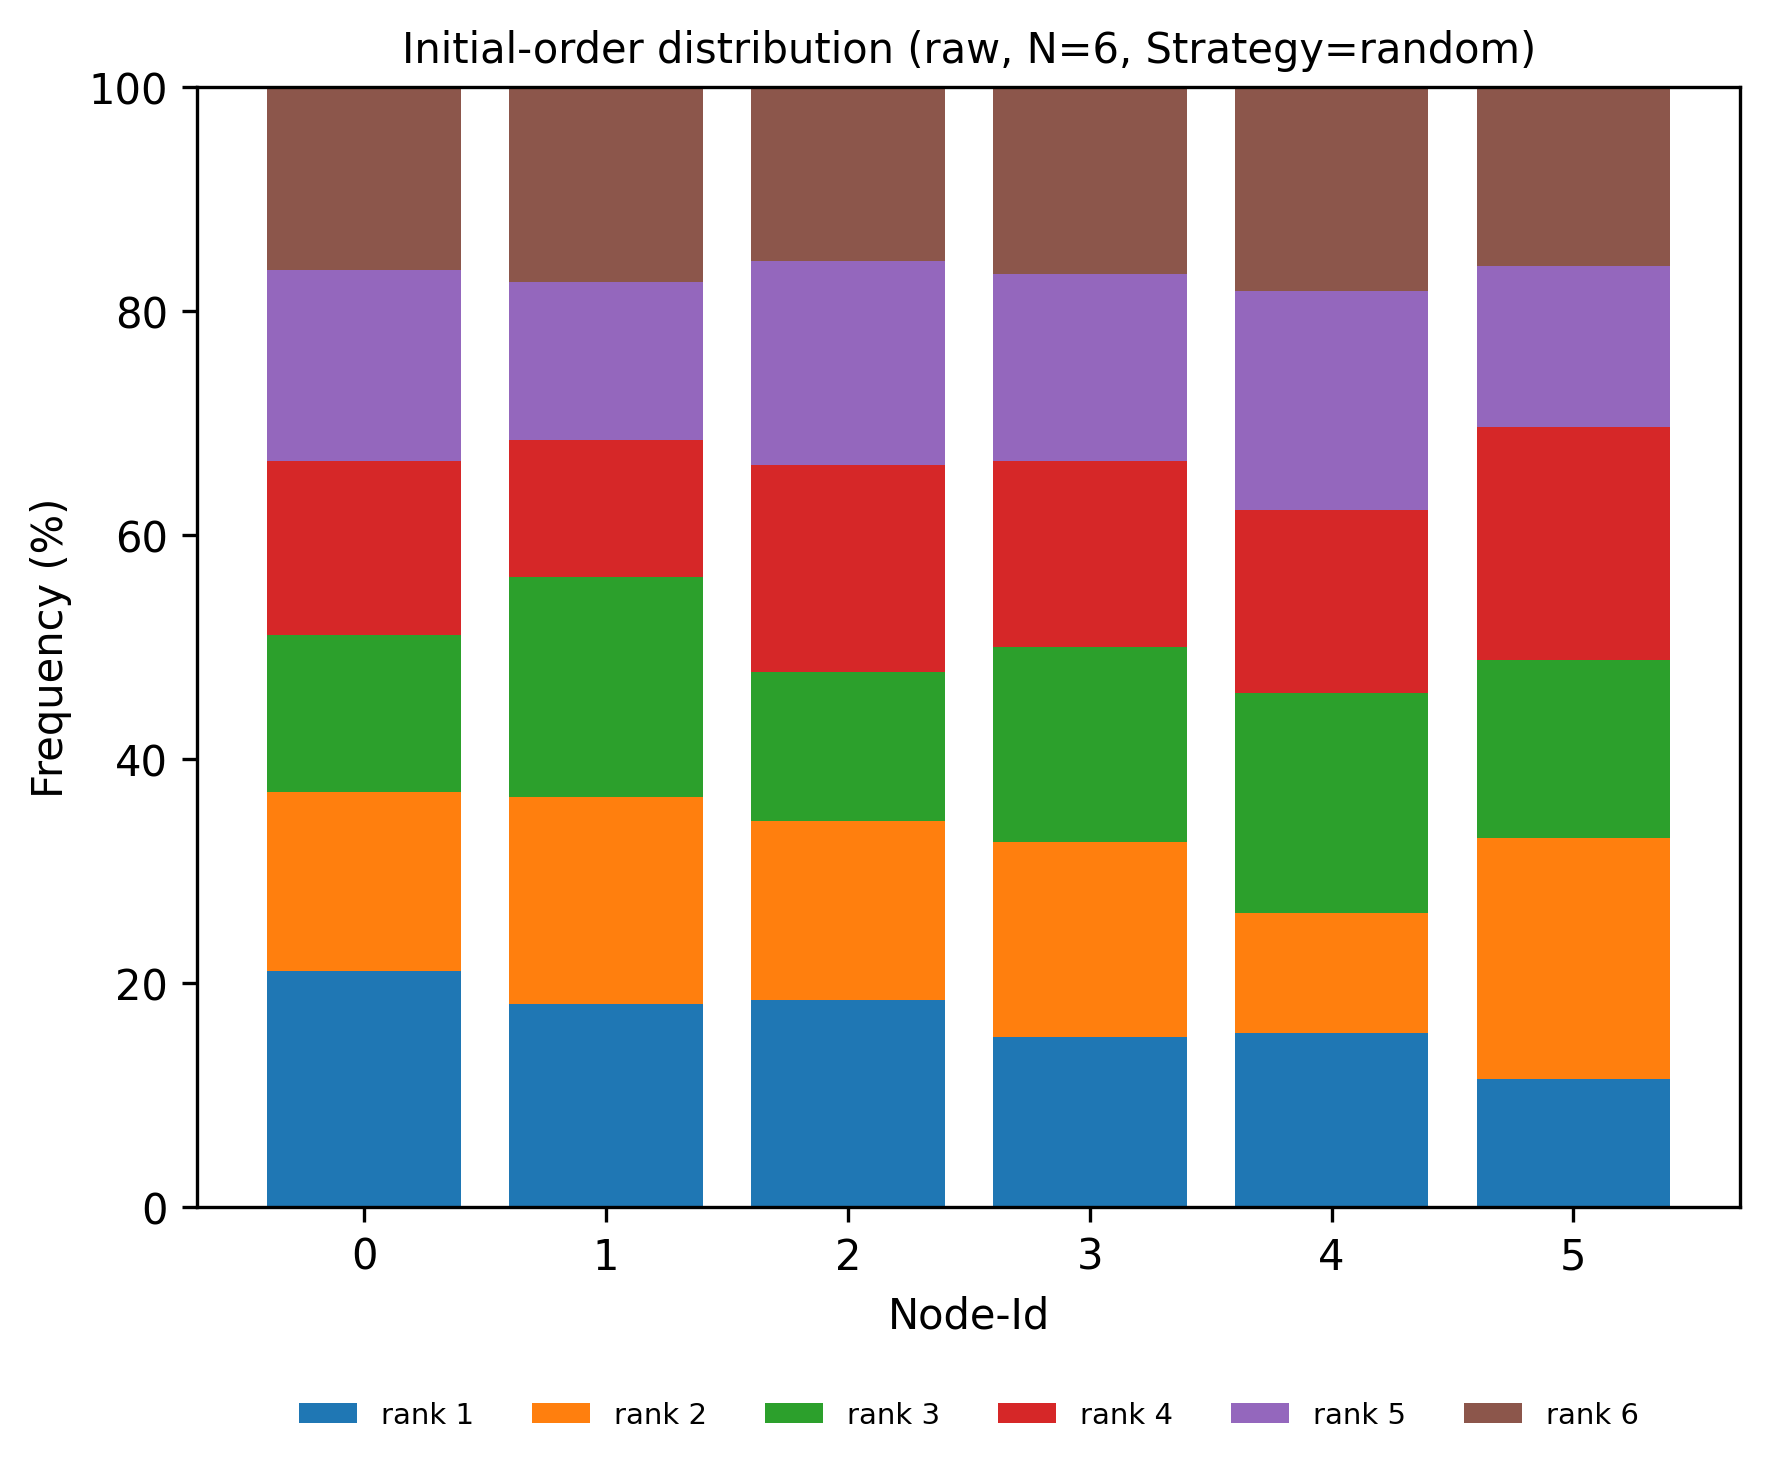 Initial-order distribution (raw, N=6, Strategy=random)
100
80
60
40
20
0
Frequency (%)
0 1 2 3 4 5
Node-Id
rank 1 rank 2 rank 3 rank 4 rank 5 rank 6